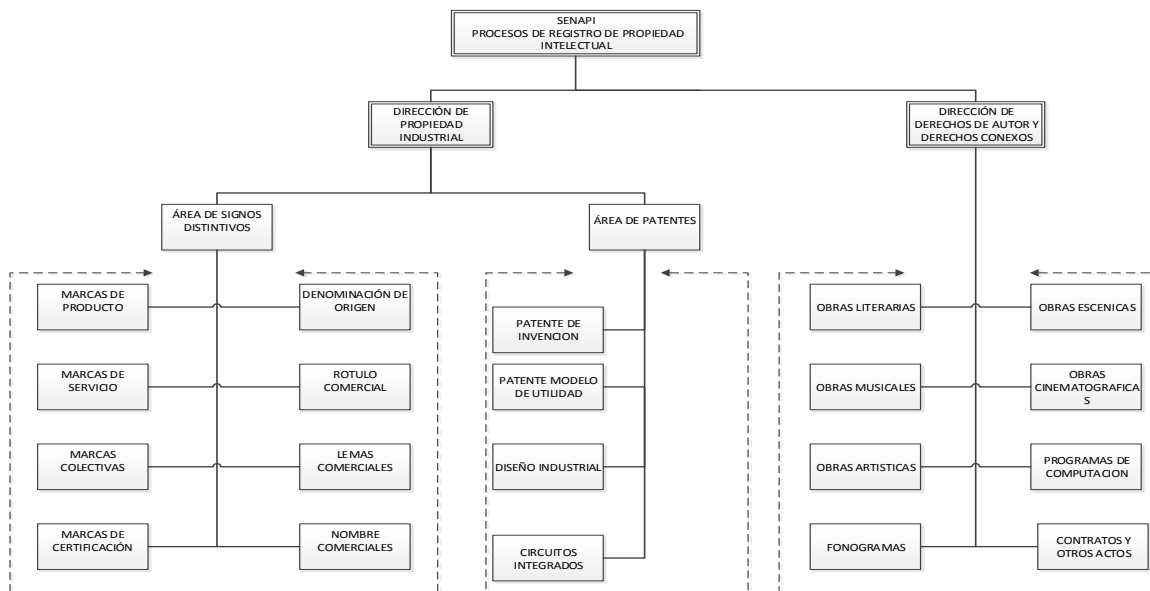 SENAPI
PROCESOS DE REGISTRO DE PROPIEDAD
INTELECTUAL
DIRECCIÓN DE
PROPIEDAD
INDUSTRIAL
DIRECCIÓN DE
DERECHOS DE AUTOR Y
DERECHOS CONEXOS
ÁREA DE SIGNOS
DISTINTIVOS
ÁREA DE PATENTES
MARCAS DE
PRODUCTO
DENOMINACIÓN DE
ORIGEN
MARCAS DE
SERVICIO
ROTULO
COMERCIAL
MARCAS
COLECTIVAS
LEMAS
COMERCIALES
MARCAS DE
CERTIFICACIÓN
NOMBRE
COMERCIALES
PATENTE DE
INVENCION
PATENTE MODELO
DE UTILIDAD
DISEÑO INDUSTRIAL
CIRCUITOS
INTEGRADOS
OBRAS LITERARIAS
OBRAS ESCENICAS
OBRAS MUSICALES
OBRAS
CINEMATOGRAFICA
S
OBRAS ARTISTICAS
PROGRAMAS DE
COMPUTACION
FONOGRAMAS
CONTRATOS Y
OTROS ACTOS